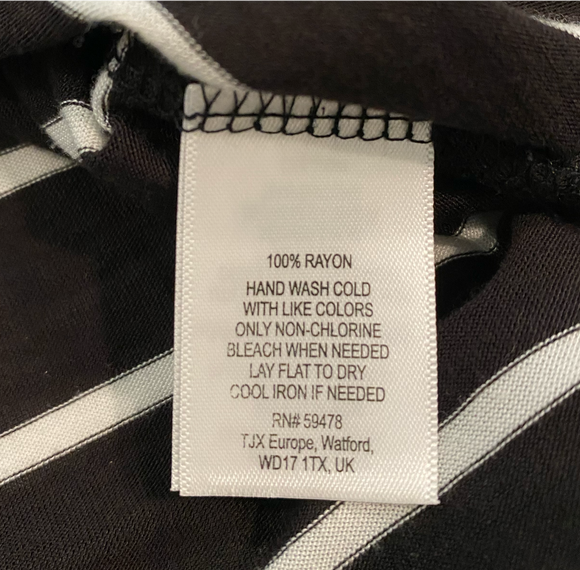 100% RAYON
HAND WASH COLD
WITH LIKE COLORS
ONLY NON-CHLORINE
BLEACH WHEN NEEDED
LAY FLAT TO DRY
COOL IRON IF NEEDED
RN# 59478
TJX Europe, Watford,
WD17 1TX, UK